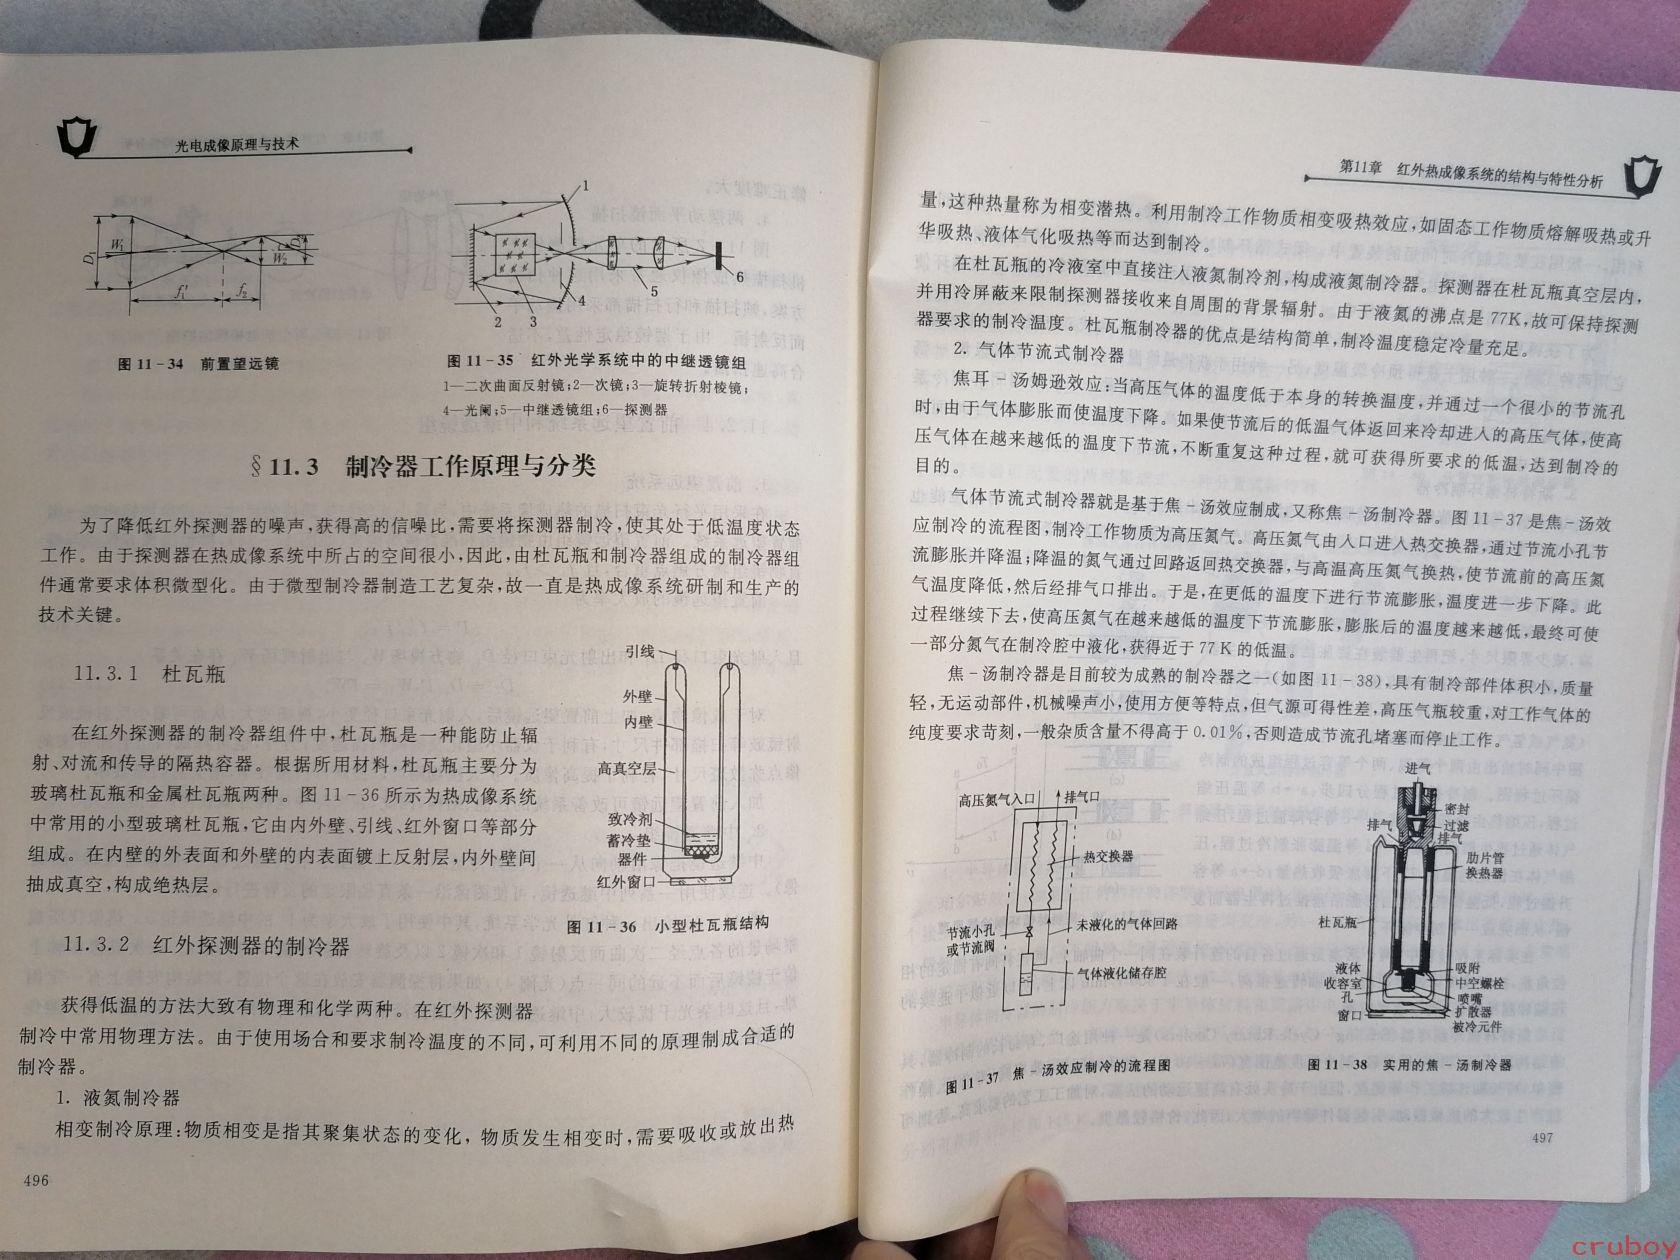 光电成像原理与技术
D₁
W₁
f₁′
f₂
W₂
D₂
图 11-34 前置望远镜
1
2
3
4
5
6
图 11-35 红外光学系统中的中继透镜组
1—二次曲面反射镜;2—次镜;3—旋转折射棱镜;
4—光阑;5—中继透镜组;6—探测器
§ 11.3 制冷器工作原理与分类
为了降低红外探测器的噪声,获得高的信噪比,需要将探测器制冷,使其处于低温度状态
工作。由于探测器在热成像系统中所占的空间很小,因此,由杜瓦瓶和制冷器组成的制冷器组
件通常要求体积微型化。由于微型制冷器制造工艺复杂,故一直是热成像系统研制和生产的
技术关键。
11.3.1 杜瓦瓶
在红外探测器的制冷器组件中,杜瓦瓶是一种能防止辐
射、对流和传导的隔热容器。根据所用材料,杜瓦瓶主要分为
玻璃杜瓦瓶和金属杜瓦瓶两种。图 11-36 所示为热成像系统
中常用的小型玻璃杜瓦瓶,它由内外壁、引线、红外窗口等部分
组成。在内壁的外表面和外壁的内表面镀上反射层,内外壁间
抽成真空,构成绝热层。
引线
外壁
内壁
高真空层
致冷剂
蓄冷垫
器件
红外窗口
图 11-36 小型杜瓦瓶结构
11.3.2 红外探测器的制冷器
获得低温的方法大致有物理和化学两种。在红外探测器
制冷中常用物理方法。由于使用场合和要求制冷温度的不同,可利用不同的原理制成合适的
制冷器。
1. 液氮制冷器
相变制冷原理:物质相变是指其聚集状态的变化, 物质发生相变时,需要吸收或放出热
496
第11章 红外热成像系统的结构与特性分析
量,这种热量称为相变潜热。利用制冷工作物质相变吸热效应,如固态工作物质熔解吸热或升
华吸热、液体气化吸热等而达到制冷。
在杜瓦瓶的冷液室中直接注入液氮制冷剂,构成液氮制冷器。探测器在杜瓦瓶真空层内,
并用冷屏蔽来限制探测器接收来自周围的背景辐射。由于液氮的沸点是 77K,故可保持探测
器要求的制冷温度。杜瓦瓶制冷器的优点是结构简单,制冷温度稳定冷量充足。
2. 气体节流式制冷器
焦耳-汤姆逊效应:当高压气体的温度低于本身的转换温度,并通过一个很小的节流孔
时,由于气体膨胀而使温度下降。如果使节流后的低温气体返回来冷却进入的高压气体,使高
压气体在越来越低的温度下节流,不断重复这种过程,就可获得所要求的低温,达到制冷的
目的。
气体节流式制冷器就是基于焦-汤效应制成,又称焦-汤制冷器。图 11-37 是焦-汤效
应制冷的流程图,制冷工作物质为高压氮气。高压氮气由入口进入热交换器,通过节流小孔节
流膨胀并降温;降温的氮气通过回路返回热交换器,与高温高压氮气换热,使节流前的高压氮
气温度降低,然后经排气口排出。于是,在更低的温度下进行节流膨胀,温度进一步下降。此
过程继续下去,使高压氮气在越来越低的温度下节流膨胀,膨胀后的温度越来越低,最终可使
一部分氮气在制冷腔中液化,获得近于 77 K 的低温。
焦-汤制冷器是目前较为成熟的制冷器之一(如图 11-38),具有制冷部件体积小,质量
轻,无运动部件,机械噪声小,使用方便等特点,但气源可得性差,高压气瓶较重,对工作气体的
纯度要求苛刻,一般杂质含量不得高于 0.01%,否则造成节流孔堵塞而停止工作。
高压氮气入口
排气口
热交换器
节流小孔
或节流阀
未液化的气体回路
气体液化储存腔
图 11-37 焦-汤效应制冷的流程图
进气
密封
过滤
排气
排气
肋片管
换热器
杜瓦瓶
液体
收容室
孔
窗口
吸附
中空螺栓
喷嘴
扩散器
被冷元件
图 11-38 实用的焦-汤制冷器
497
cruboy